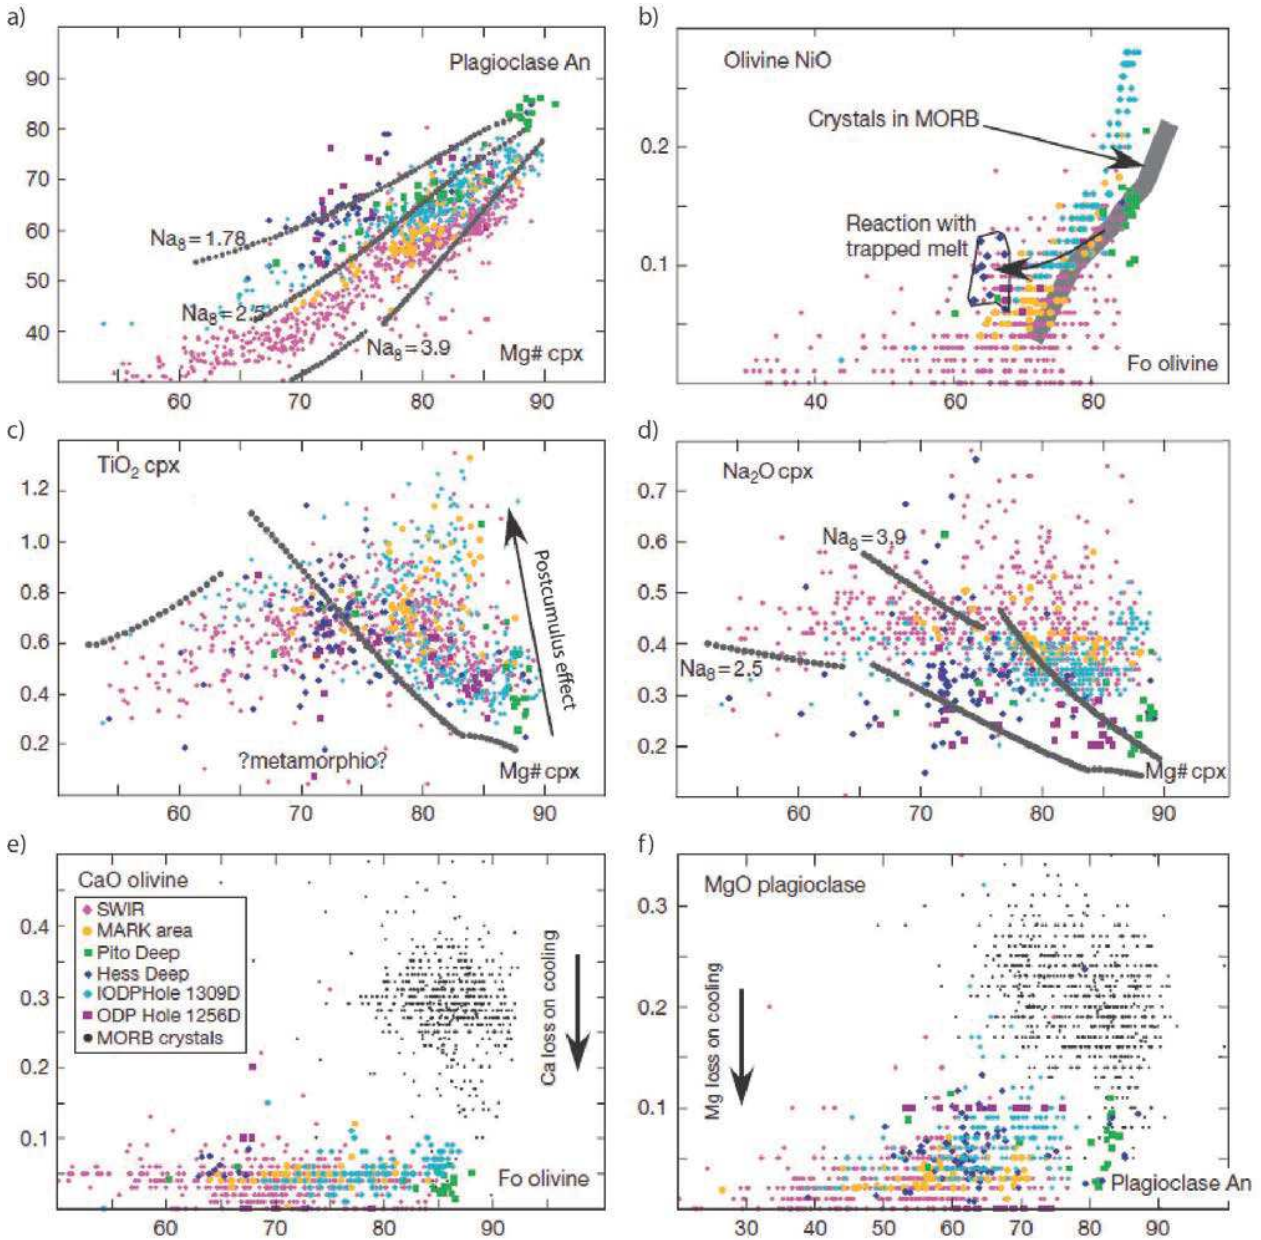 a)
Plagioclase An
90
80
70
60
50
40
Na₈ = 1.78
Na₈ = 2.5
Na₈ = 3.9
Mg# cpx
60 70 80 90
b)
Olivine NiO
Crystals in MORB
0.2
Reaction with
trapped melt
0.1
Fo olivine
40 60 80
c)
TiO₂ cpx
1.2
1.0
0.8
0.6
0.4
0.2
Postcumulus effect
?metamorphio?
Mg# cpx
60 70 80 90
d)
Na₂O cpx
0.7
0.6
0.5
0.4
0.3
0.2
Na₈ = 3.9
Na₈ = 2.5
Mg# cpx
60 70 80 90
e)
CaO olivine
SWIR
MARK area
Pito Deep
Hess Deep
IODPHole 1309D
ODP Hole 1256D
MORB crystals
0.4
0.3
0.2
0.1
Ca loss on cooling
Fo olivine
60 70 80 90
f)
MgO plagioclase
0.3
0.2
0.1
Mg loss on cooling
Plagioclase An
30 40 50 60 70 80 90